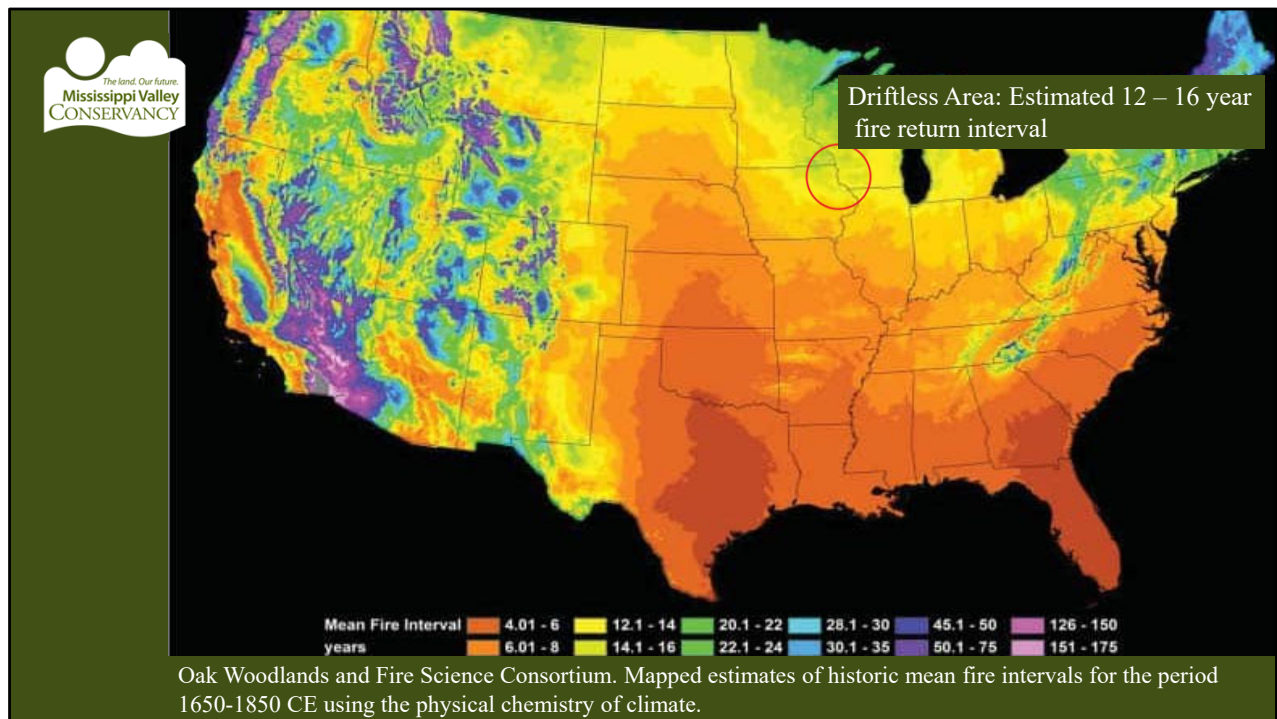 The land. Our future.
Mississippi Valley
CONSERVANCY
Driftless Area: Estimated 12 – 16 year
fire return interval
Mean Fire Interval 4.01 - 6 12.1 - 14 20.1 - 22 28.1 - 30 45.1 - 50 126 - 150
years 6.01 - 8 14.1 - 16 22.1 - 24 30.1 - 35 50.1 - 75 151 - 175
Oak Woodlands and Fire Science Consortium. Mapped estimates of historic mean fire intervals for the period
1650-1850 CE using the physical chemistry of climate.